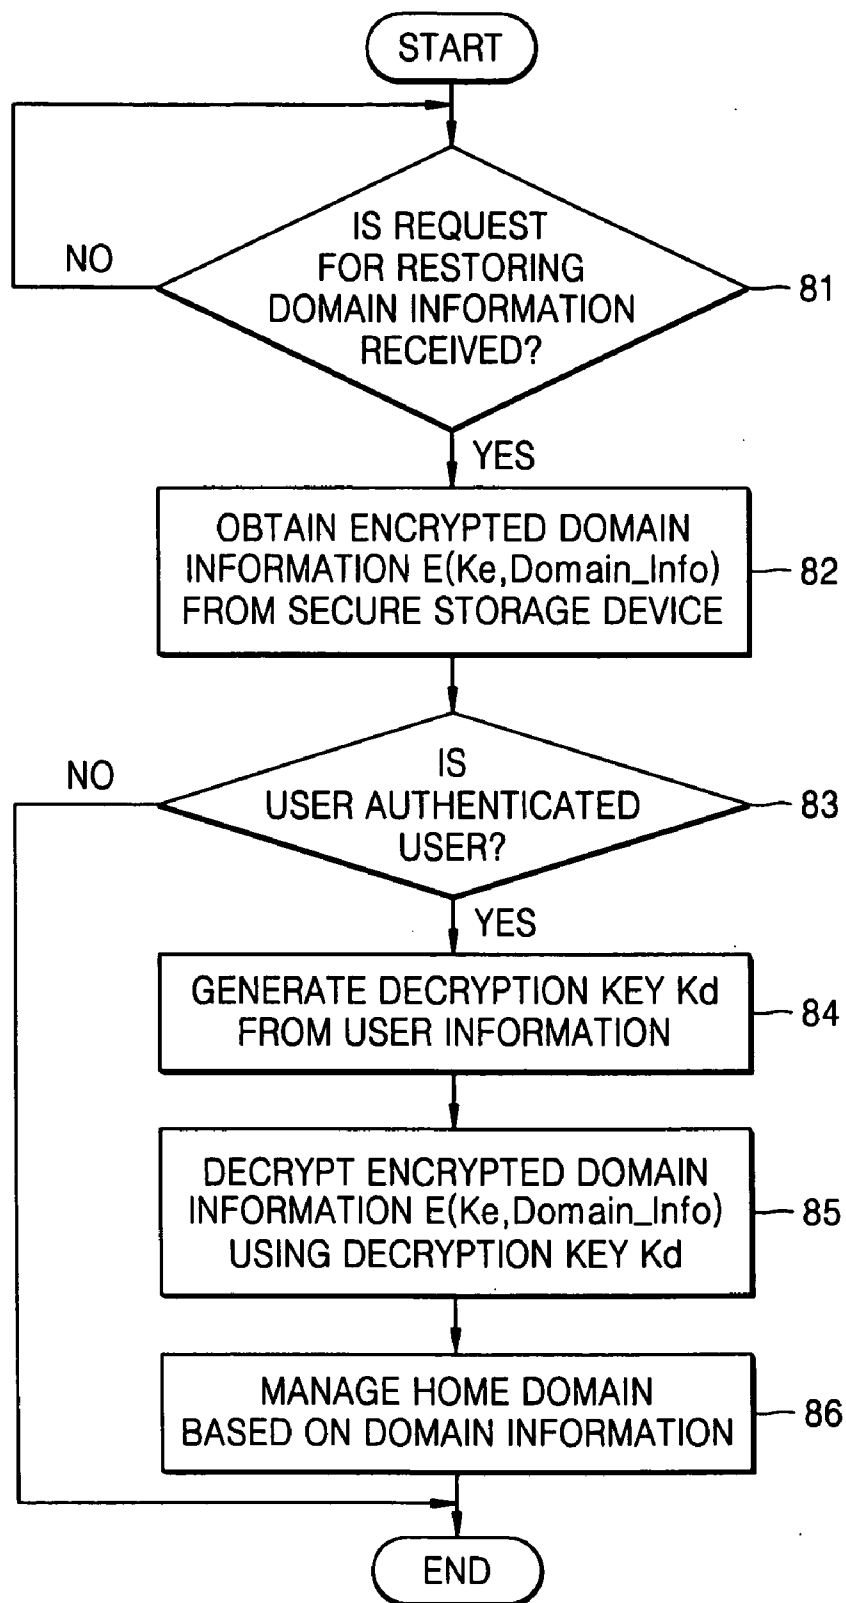 START
IS REQUEST
FOR RESTORING
DOMAIN INFORMATION
RECEIVED?
NO
81
YES
OBTAIN ENCRYPTED DOMAIN
INFORMATION E(Ke,Domain_Info)
FROM SECURE STORAGE DEVICE
82
IS
USER AUTHENTICATED
USER?
NO
83
YES
GENERATE DECRYPTION KEY Kd
FROM USER INFORMATION
84
DECRYPT ENCRYPTED DOMAIN
INFORMATION E(Ke,Domain_Info)
USING DECRYPTION KEY Kd
85
MANAGE HOME DOMAIN
BASED ON DOMAIN INFORMATION
86
END